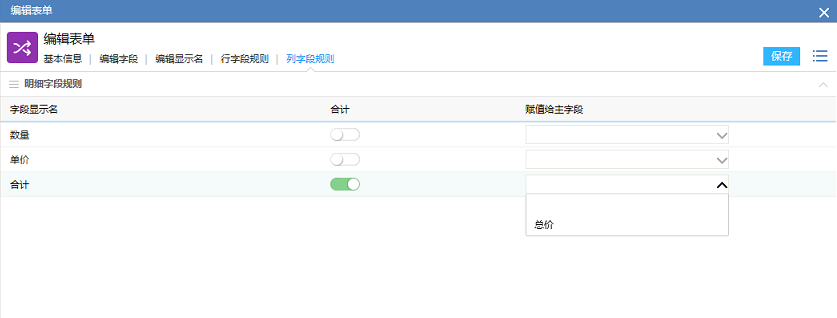 编辑表单
编辑表单
基本信息 | 编辑字段 | 编辑显示名 | 行字段规则 | 列字段规则
保存
明细字段规则
字段显示名 合计 赋值给主字段
数量
单价
合计
总价